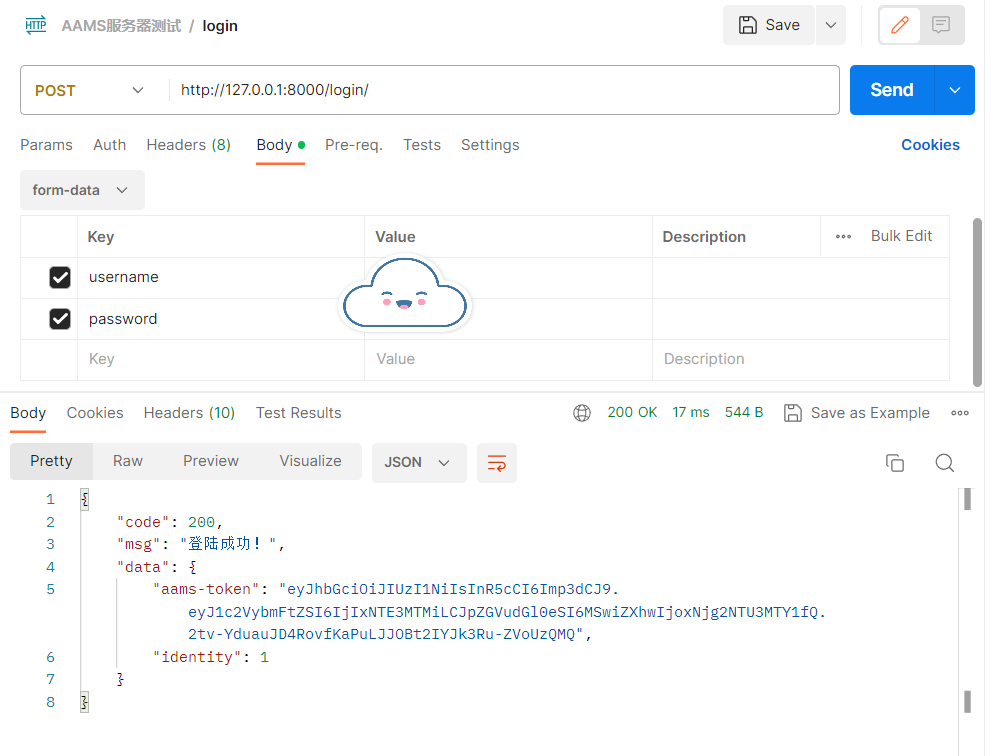 HTTP AAMS服务器测试 / login Save
POST http://127.0.0.1:8000/login/ Send
Params Auth Headers (8) Body Pre-req. Tests Settings Cookies
form-data
Key Value Description Bulk Edit
username
password
Key Value Description
Body Cookies Headers (10) Test Results 200 OK 17 ms 544 B Save as Example
Pretty Raw Preview Visualize JSON
1 {
2 "code": 200,
3 "msg": "登陆成功！",
4 "data": {
5 "aams-token": "eyJhbGciOiJIUzI1NiIsInR5cCI6Imp3dCJ9.
eyJ1c2VybmFtZSI6IjIxNTE3MTMiLCJpZGVudGl0eSI6MSwiZXhwIjoxNjg2NTU3MTY1fQ.
2tv-YduauJD4RovfKaPuLJJOBt2IYJk3Ru-ZVoUzQMQ",
6 "identity": 1
7 }
8 }